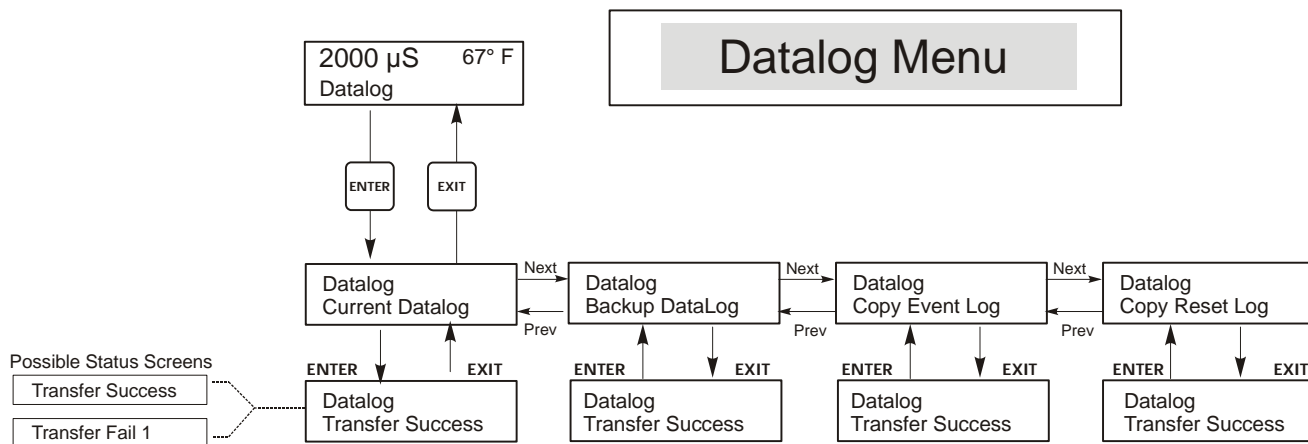 Datalog Menu
2000 µS 67° F
Datalog
ENTER EXIT
Datalog
Current Datalog
Next
Prev
Datalog
Backup DataLog
Next
Prev
Datalog
Copy Event Log
Next
Prev
Datalog
Copy Reset Log
Possible Status Screens
Transfer Success
Transfer Fail 1
ENTER EXIT
Datalog
Transfer Success
ENTER EXIT
Datalog
Transfer Success
ENTER EXIT
Datalog
Transfer Success
ENTER EXIT
Datalog
Transfer Success